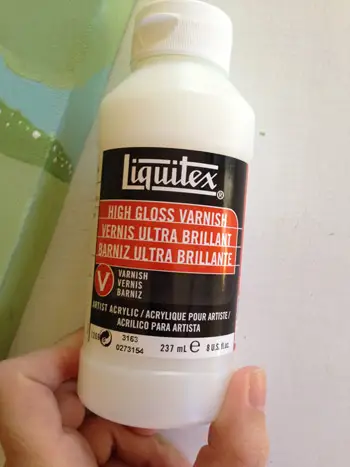 Liquitex®
HIGH GLOSS VARNISH
VERNIS ULTRA BRILLANT
BARNIZ ULTRA BRILLANTE
V VARNISH
VERNIS
BARNIZ
ARTIST ACRYLIC / ACRYLIQUE POUR ARTISTE /
ACRILICO PARA ARTISTA
3163
0273154
237 mL ℮ 8 U.S. fl.oz.